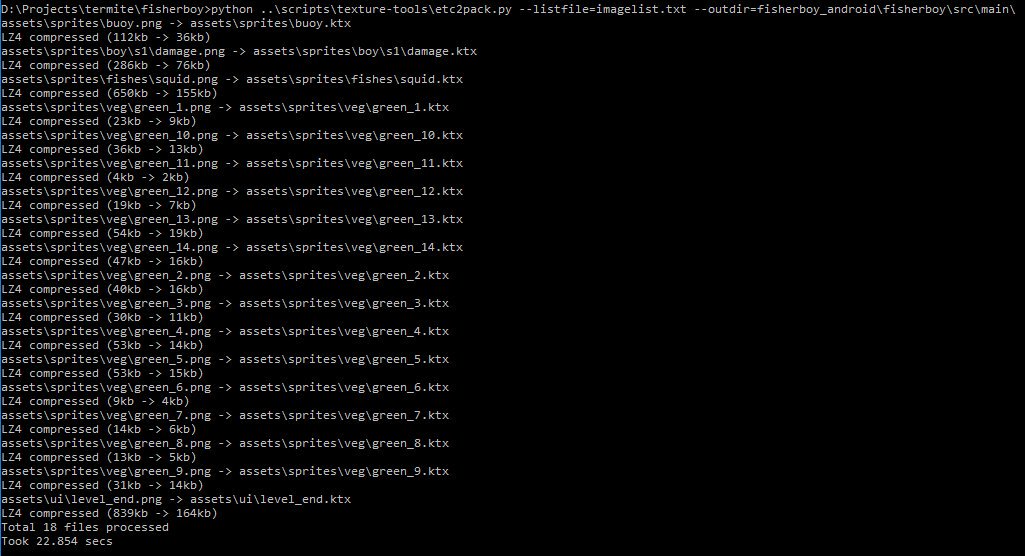 D:\Projects\termite\fisherboy>python ..\scripts\texture-tools\etc2pack.py --listfile=imagelist.txt --outdir=fisherboy_android\fisherboy\src\main\
assets\sprites\buoy.png -> assets\sprites\buoy.ktx
LZ4 compressed (112kb -> 36kb)
assets\sprites\boy\s1\damage.png -> assets\sprites\boy\s1\damage.ktx
LZ4 compressed (286kb -> 76kb)
assets\sprites\fishes\squid.png -> assets\sprites\fishes\squid.ktx
LZ4 compressed (650kb -> 155kb)
assets\sprites\veg\green_1.png -> assets\sprites\veg\green_1.ktx
LZ4 compressed (23kb -> 9kb)
assets\sprites\veg\green_10.png -> assets\sprites\veg\green_10.ktx
LZ4 compressed (36kb -> 13kb)
assets\sprites\veg\green_11.png -> assets\sprites\veg\green_11.ktx
LZ4 compressed (4kb -> 2kb)
assets\sprites\veg\green_12.png -> assets\sprites\veg\green_12.ktx
LZ4 compressed (19kb -> 7kb)
assets\sprites\veg\green_13.png -> assets\sprites\veg\green_13.ktx
LZ4 compressed (54kb -> 19kb)
assets\sprites\veg\green_14.png -> assets\sprites\veg\green_14.ktx
LZ4 compressed (47kb -> 16kb)
assets\sprites\veg\green_2.png -> assets\sprites\veg\green_2.ktx
LZ4 compressed (40kb -> 16kb)
assets\sprites\veg\green_3.png -> assets\sprites\veg\green_3.ktx
LZ4 compressed (30kb -> 11kb)
assets\sprites\veg\green_4.png -> assets\sprites\veg\green_4.ktx
LZ4 compressed (53kb -> 14kb)
assets\sprites\veg\green_5.png -> assets\sprites\veg\green_5.ktx
LZ4 compressed (53kb -> 15kb)
assets\sprites\veg\green_6.png -> assets\sprites\veg\green_6.ktx
LZ4 compressed (9kb -> 4kb)
assets\sprites\veg\green_7.png -> assets\sprites\veg\green_7.ktx
LZ4 compressed (14kb -> 6kb)
assets\sprites\veg\green_8.png -> assets\sprites\veg\green_8.ktx
LZ4 compressed (13kb -> 5kb)
assets\sprites\veg\green_9.png -> assets\sprites\veg\green_9.ktx
LZ4 compressed (31kb -> 14kb)
assets\ui\level_end.png -> assets\ui\level_end.ktx
LZ4 compressed (839kb -> 164kb)
Total 18 files processed
Took 22.854 secs